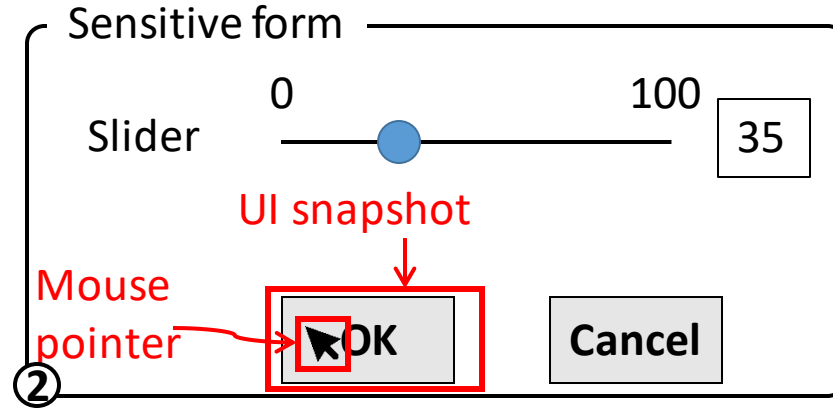 Sensitive form
0 100
Slider 35
UI snapshot
Mouse
pointer
OK Cancel
2